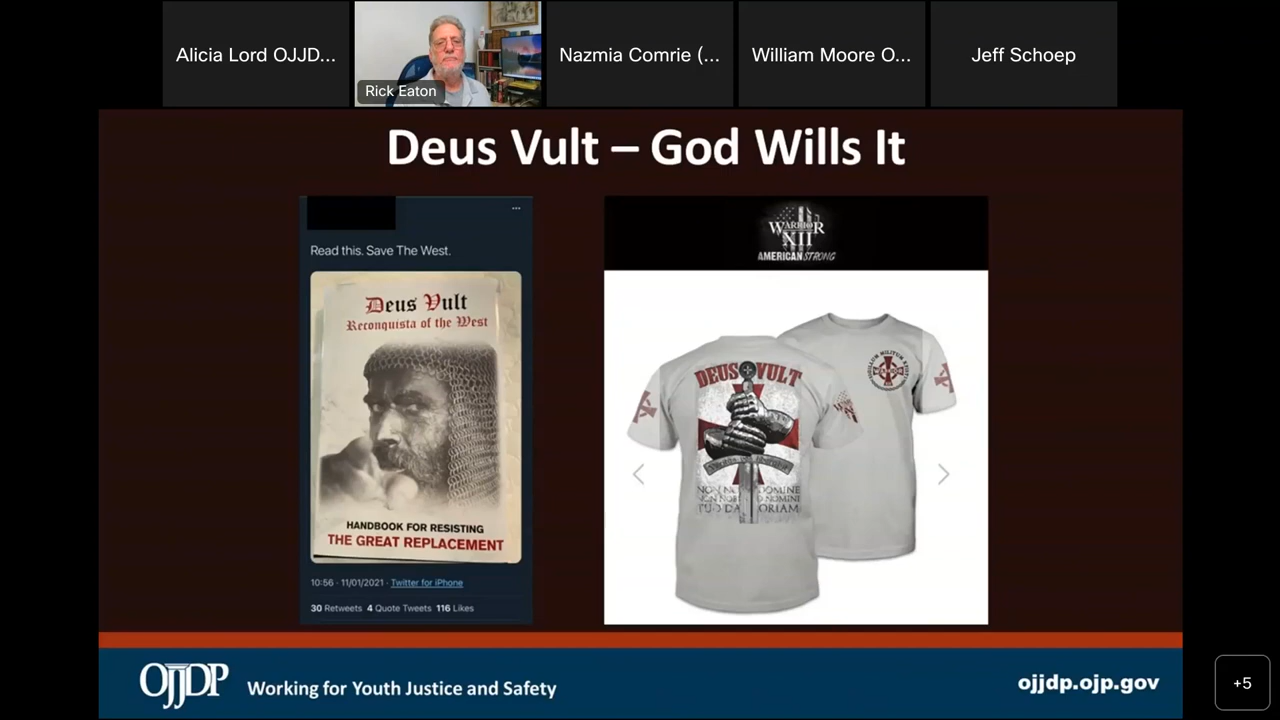 Alicia Lord OJJD...
Rick Eaton
Nazmia Comrie (...
William Moore O...
Jeff Schoep
Deus Vult – God Wills It
Read this. Save The West.
Deus Vult
Reconquista of the West
HANDBOOK FOR RESISTING
THE GREAT REPLACEMENT
10:56 · 11/01/2021 · Twitter for iPhone
30 Retweets 4 Quote Tweets 116 Likes
WARRIOR
XII
AMERICAN STRONG
DEUS VULT
OJJDP
Working for Youth Justice and Safety
ojjdp.ojp.gov
+5